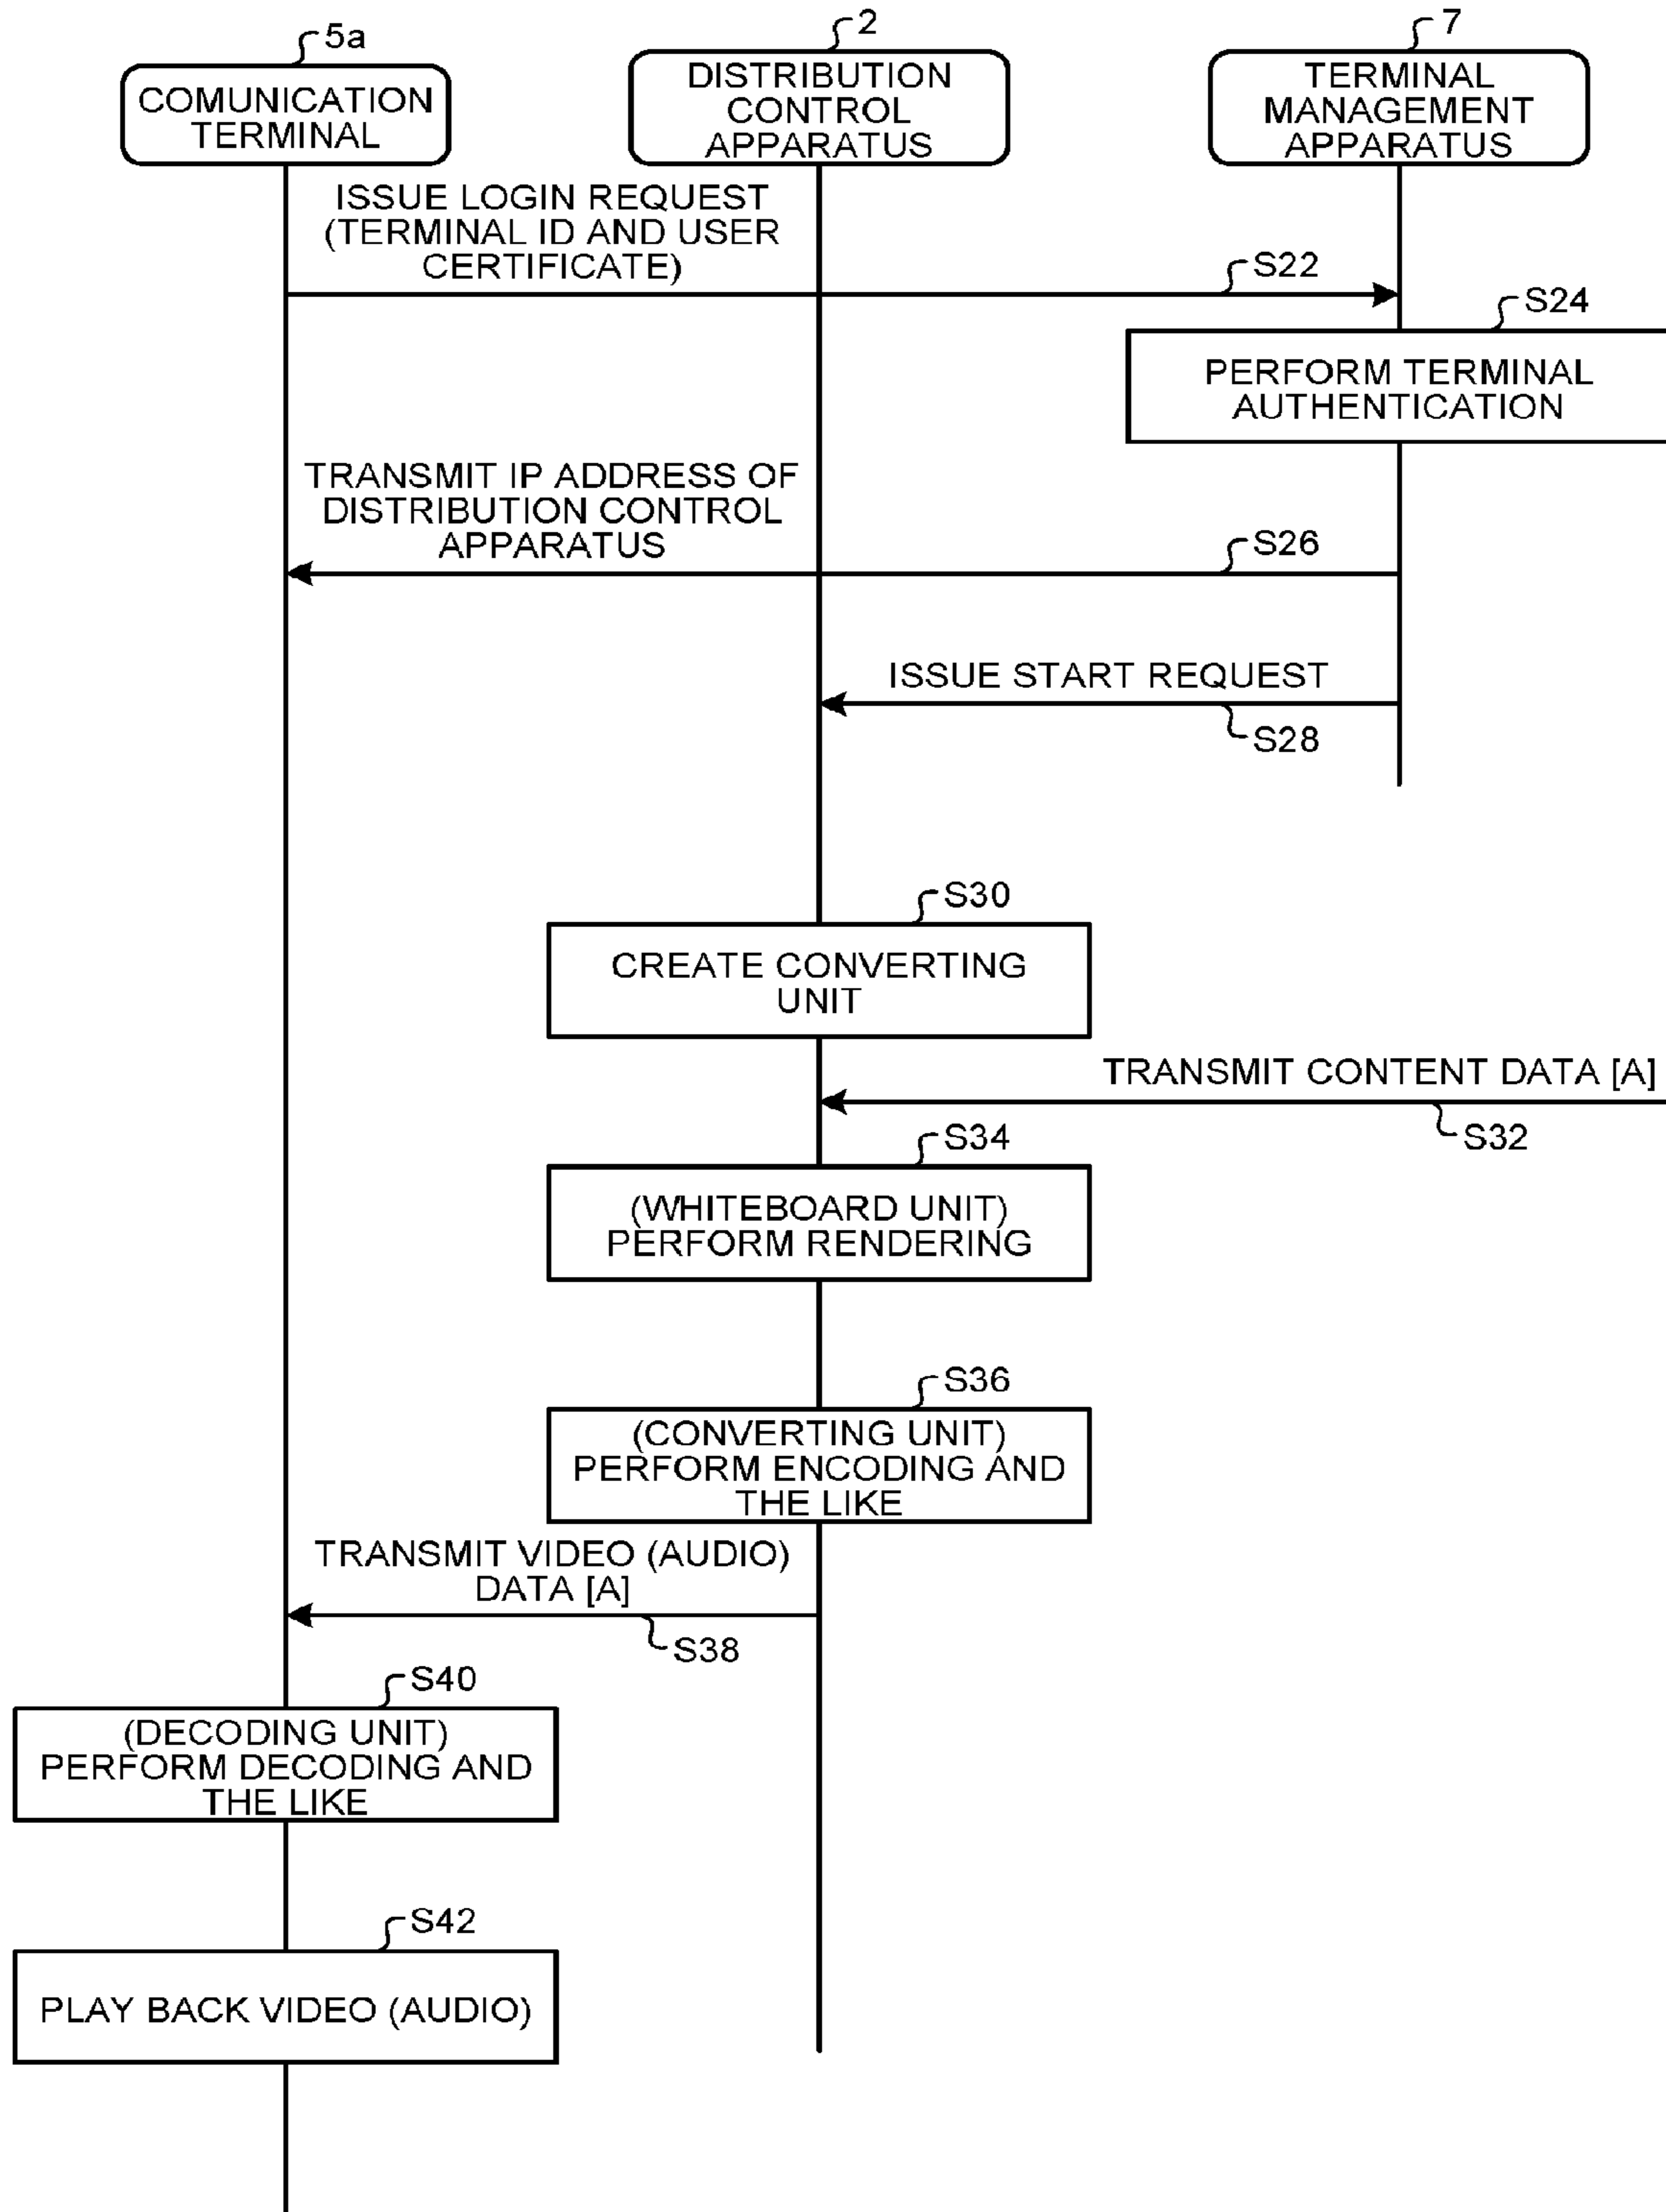 5a
2
7
COMUNICATION
TERMINAL
DISTRIBUTION
CONTROL
APPARATUS
TERMINAL
MANAGEMENT
APPARATUS
ISSUE LOGIN REQUEST
(TERMINAL ID AND USER
CERTIFICATE)
S22
S24
PERFORM TERMINAL
AUTHENTICATION
TRANSMIT IP ADDRESS OF
DISTRIBUTION CONTROL
APPARATUS
S26
ISSUE START REQUEST
S28
S30
CREATE CONVERTING
UNIT
TRANSMIT CONTENT DATA [A]
S32
S34
(WHITEBOARD UNIT)
PERFORM RENDERING
S36
(CONVERTING UNIT)
PERFORM ENCODING AND
THE LIKE
TRANSMIT VIDEO (AUDIO)
DATA [A]
S38
S40
(DECODING UNIT)
PERFORM DECODING AND
THE LIKE
S42
PLAY BACK VIDEO (AUDIO)